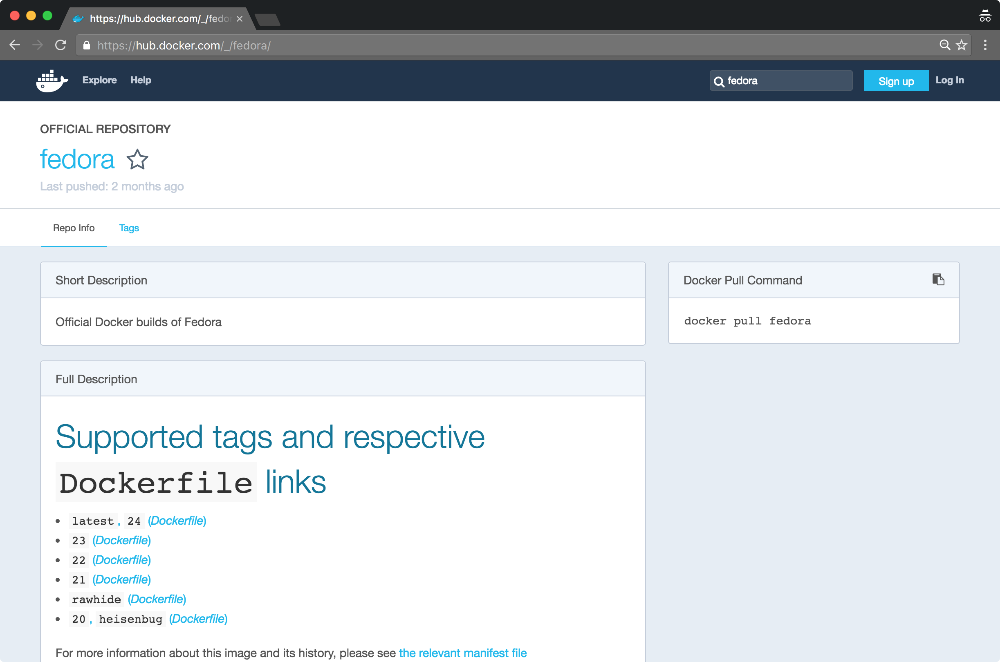 https://hub.docker.com/_/fedor
https://hub.docker.com/_/fedora/
Explore Help fedora Sign up Log In
OFFICIAL REPOSITORY
fedora
Last pushed: 2 months ago
Repo Info Tags
Short Description
Official Docker builds of Fedora
Docker Pull Command
docker pull fedora
Full Description
Supported tags and respective
Dockerfile links
• latest, 24 (Dockerfile)
• 23 (Dockerfile)
• 22 (Dockerfile)
• 21 (Dockerfile)
• rawhide (Dockerfile)
• 20, heisenbug (Dockerfile)
For more information about this image and its history, please see the relevant manifest file